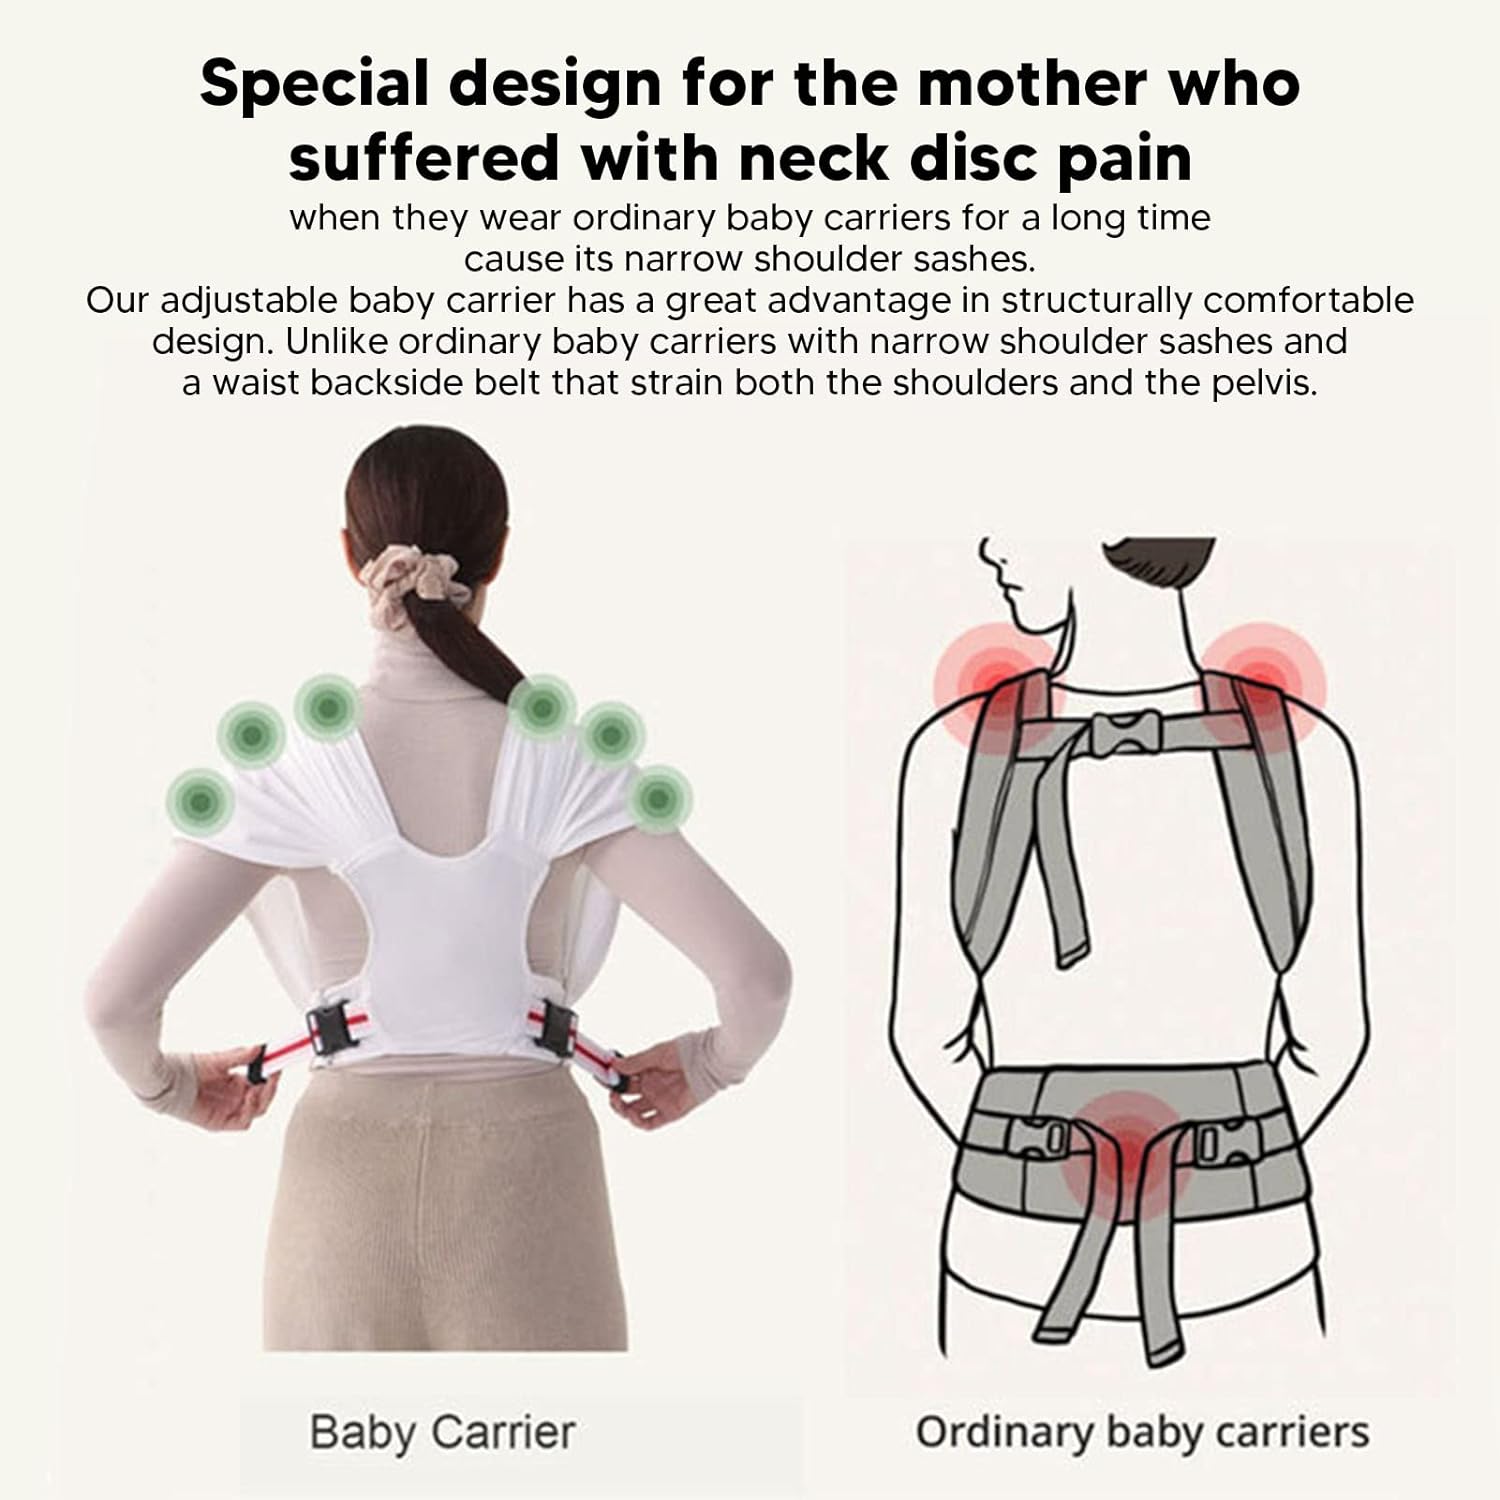 Special design for the mother who
suffered with neck disc pain
when they wear ordinary baby carriers for a long time
cause its narrow shoulder sashes.
Our adjustable baby carrier has a great advantage in structurally comfortable
design. Unlike ordinary baby carriers with narrow shoulder sashes and
a waist backside belt that strain both the shoulders and the pelvis.
Baby Carrier
Ordinary baby carriers